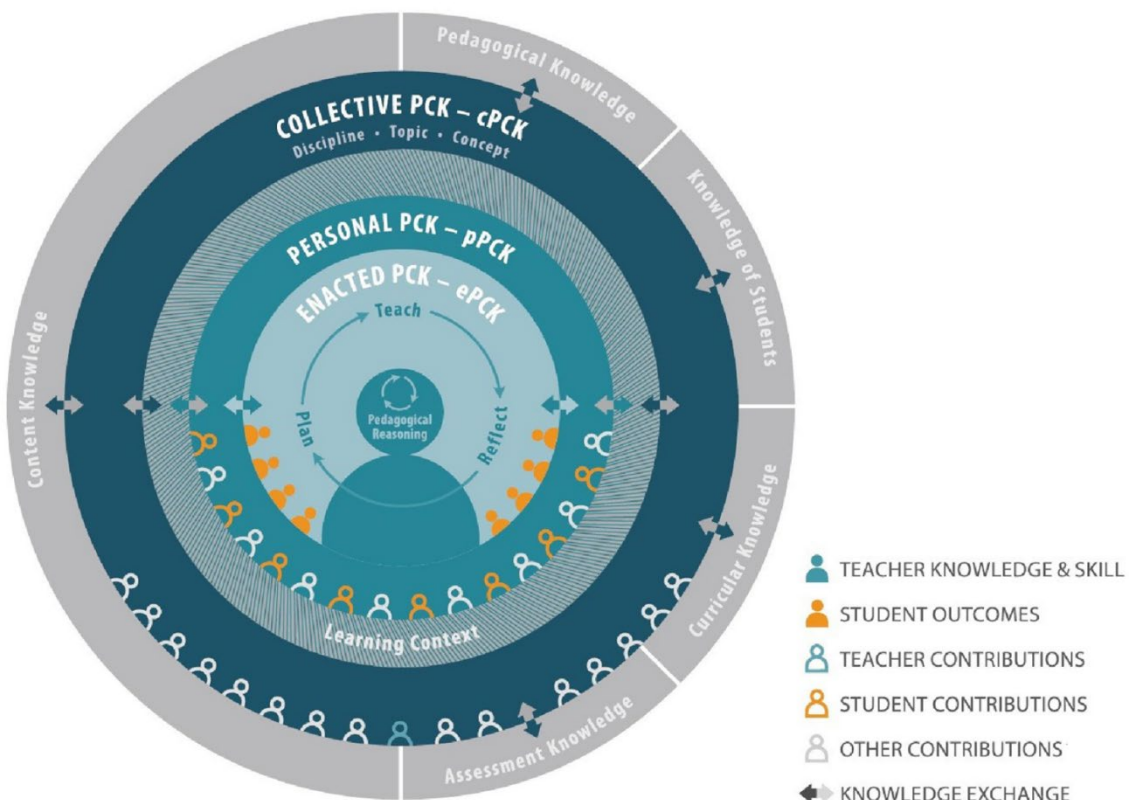 Pedagogical Knowledge
COLLECTIVE PCK – cPCK
Discipline • Topic • Concept
Knowledge of Students
PERSONAL PCK – pPCK
ENACTED PCK – ePCK
Teach
Content Knowledge
Pedagogical
Reasoning
Plan
Reflect
Curricular Knowledge
Learning Context
Assessment Knowledge
TEACHER KNOWLEDGE & SKILL
STUDENT OUTCOMES
TEACHER CONTRIBUTIONS
STUDENT CONTRIBUTIONS
OTHER CONTRIBUTIONS
KNOWLEDGE EXCHANGE